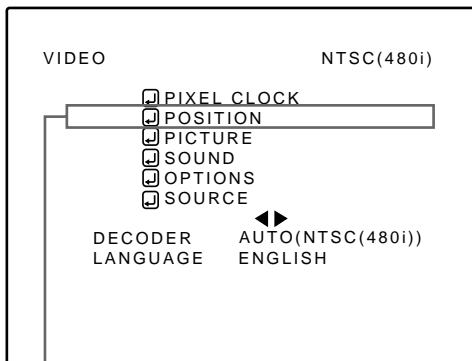 VIDEO NTSC(480i)
PIXEL CLOCK
POSITION
PICTURE
SOUND
OPTIONS
SOURCE
DECODER AUTO(NTSC(480i))
LANGUAGE ENGLISH